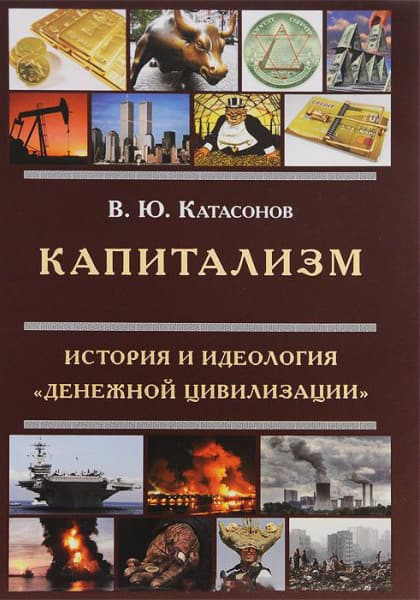 В. Ю. КАТАСОНОВ
КАПИТАЛИЗМ
ИСТОРИЯ И ИДЕОЛОГИЯ
«ДЕНЕЖНОЙ ЦИВИЛИЗАЦИИ»